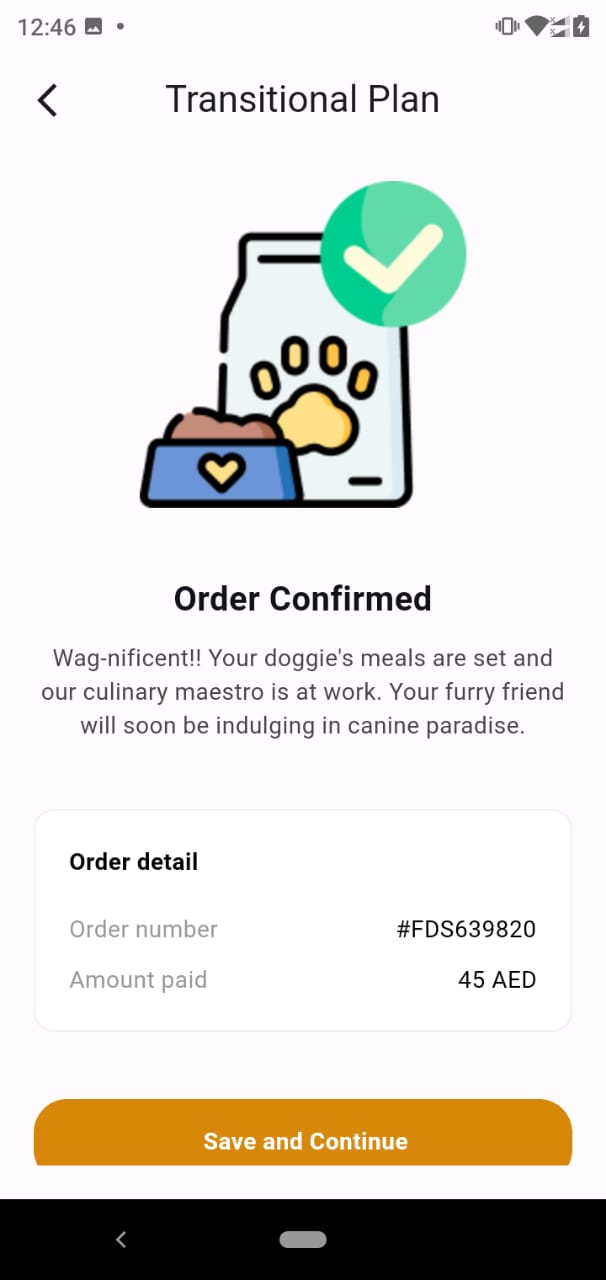 12:46
Transitional Plan
Order Confirmed
Wag-nificent!! Your doggie's meals are set and
our culinary maestro is at work. Your furry friend
will soon be indulging in canine paradise.
Order detail
Order number #FDS639820
Amount paid 45 AED
Save and Continue